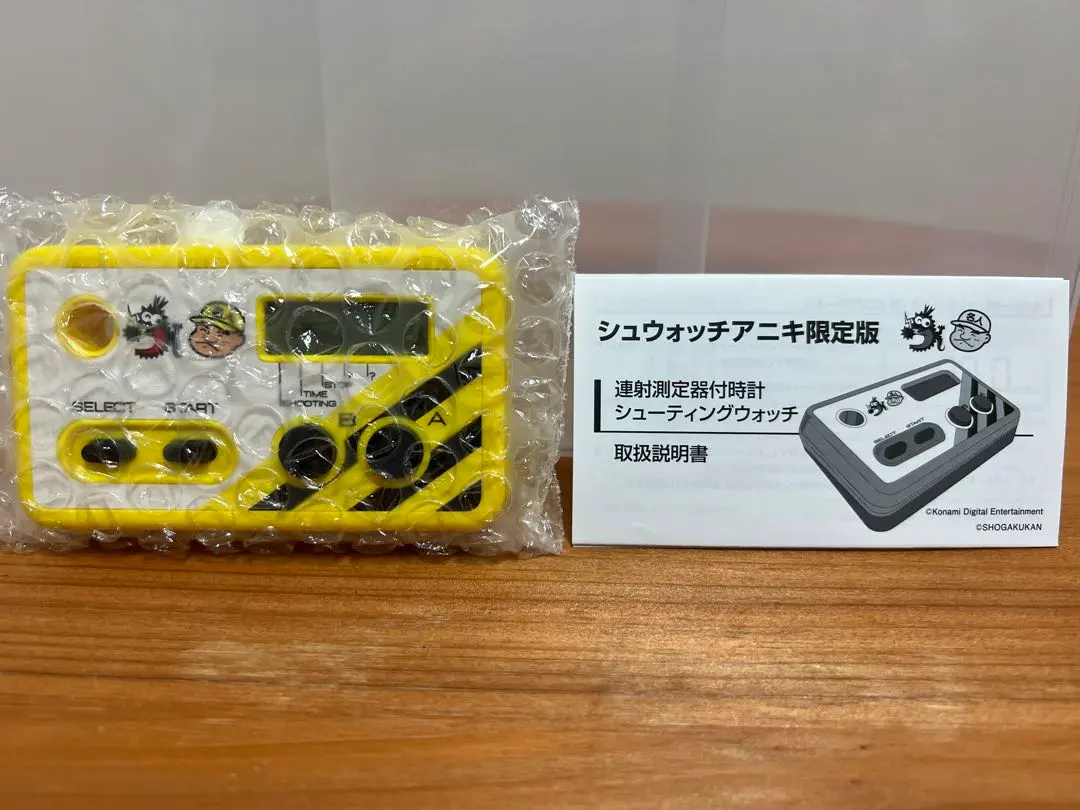 SELECT START
STOP ?
TIME
SHOOTING
B A
シュウォッチアニキ限定版
名人
連射測定器付時計
シューティングウォッチ
取扱説明書
SELECT START
©Konami Digital Entertainment
©SHOGAKUKAN